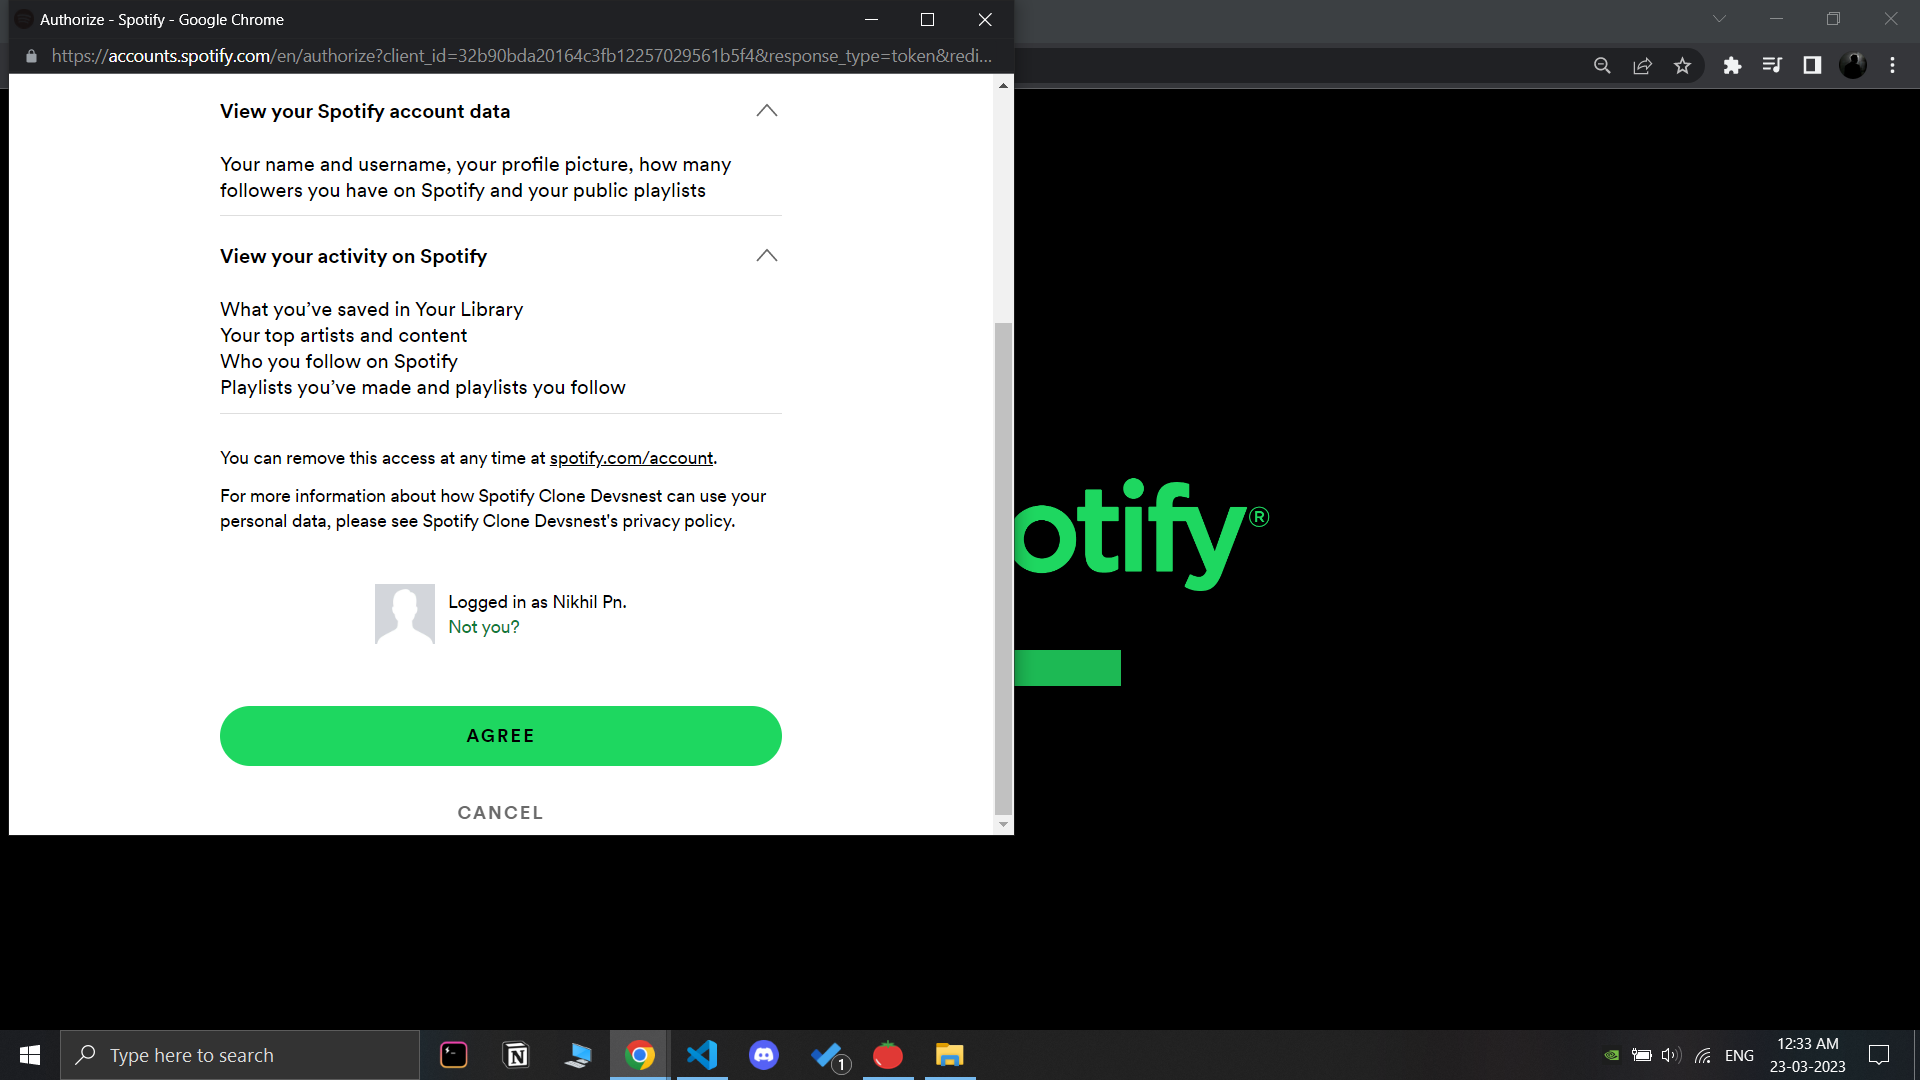 Authorize - Spotify - Google Chrome
https://accounts.spotify.com/en/authorize?client_id=32b90bda20164c3fb12257029561b5f4&response_type=token&redi...
View your Spotify account data
Your name and username, your profile picture, how many
followers you have on Spotify and your public playlists
View your activity on Spotify
What you’ve saved in Your Library
Your top artists and content
Who you follow on Spotify
Playlists you’ve made and playlists you follow
You can remove this access at any time at spotify.com/account.
For more information about how Spotify Clone Devsnest can use your
personal data, please see Spotify Clone Devsnest's privacy policy.
Logged in as Nikhil Pn.
Not you?
AGREE
CANCEL
otify®
Type here to search
1
ENG
12:33 AM
23-03-2023